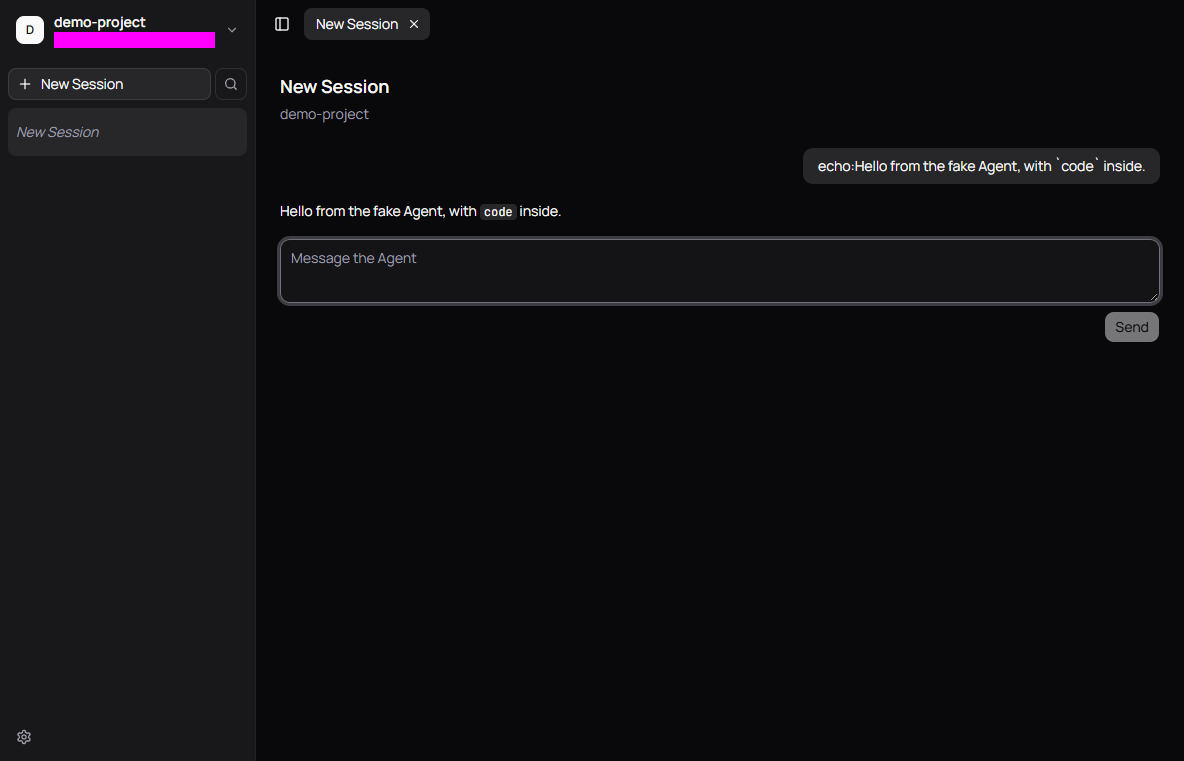 D
demo-project
New Session
New Session
New Session
New Session
demo-project
echo:Hello from the fake Agent, with `code` inside.
Hello from the fake Agent, with code inside.
Message the Agent
Send